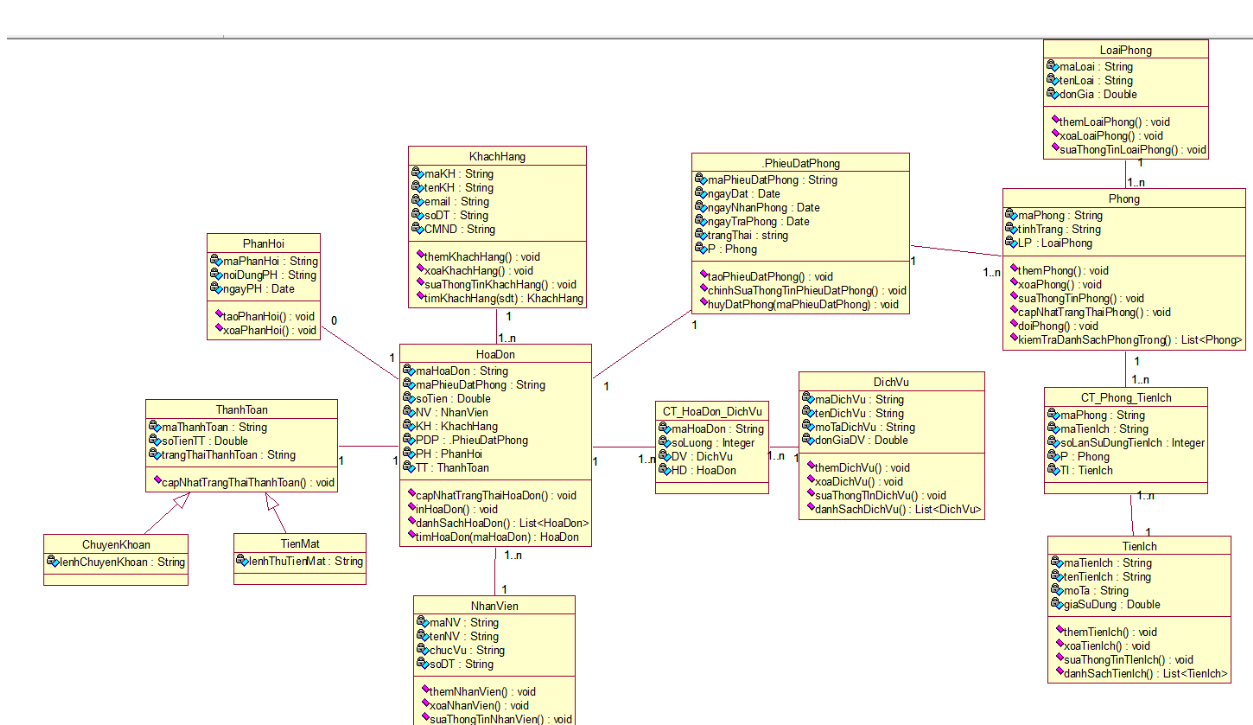 LoaiPhong
maLoai : String
tenLoai : String
donGia : Double
themLoaiPhong() : void
xoaLoaiPhong() : void
suaThongTinLoaiPhong() : void
1
1..n
KhachHang
maKH : String
tenKH : String
email : String
soDT : String
CMND : String
themKhachHang() : void
xoaKhachHang() : void
suaThongTinKhachHang() : void
timKhachHang(sdt) : KhachHang
1
1..n
.PhieuDatPhong
maPhieuDatPhong : String
ngayDat : Date
ngayNhanPhong : Date
ngayTraPhong : Date
trangThai : string
P : Phong
taoPhieuDatPhong() : void
chinhSuaThongTinPhieuDatPhong() : void
huyDatPhong(maPhieuDatPhong) : void
1
1..n
1
1
Phong
maPhong : String
tinhTrang : String
LP : LoaiPhong
themPhong() : void
xoaPhong() : void
suaThongTinPhong() : void
capNhatTrangThaiPhong() : void
doiPhong() : void
kiemTraDanhSachPhongTrong() : List<Phong>
1
1..n
PhanHoi
maPhanHoi : String
noiDungPH : String
ngayPH : Date
taoPhanHoi() : void
xoaPhanHoi() : void
0
1
HoaDon
maHoaDon : String
maPhieuDatPhong : String
soTien : Double
NV : NhanVien
KH : KhachHang
PDP : .PhieuDatPhong
PH : PhanHoi
TT : ThanhToan
capNhatTrangThaiHoaDon() : void
inHoaDon() : void
danhSachHoaDon() : List<HoaDon>
timHoaDon(maHoaDon) : HoaDon
ThanhToan
maThanhToan : String
soTienTT : Double
trangThaiThanhToan : String
capNhatTrangThaiThanhToan() : void
1
1
1
1..n
CT_HoaDon_DichVu
maHoaDon : String
soLuong : Integer
DV : DichVu
HD : HoaDon
1..n
1
DichVu
maDichVu : String
tenDichVu : String
moTaDichVu : String
donGiaDV : Double
themDichVu() : void
xoaDichVu() : void
suaThongTInDichVu() : void
danhSachDichVu() : List<DichVu>
CT_Phong_TienIch
maPhong : String
maTienIch : String
soLanSuDungTienIch : Integer
P : Phong
TI : TienIch
1..n
1
ChuyenKhoan
lenhChuyenKhoan : String
TienMat
lenhThuTienMat : String
1..n
1
NhanVien
maNV : String
tenNV : String
chucVu : String
soDT : String
themNhanVien() : void
xoaNhanVien() : void
suaThongTinNhanVien() : void
TienIch
maTienIch : String
tenTienIch : String
moTa : String
giaSuDung : Double
themTienIch() : void
xoaTienIch() : void
suaThongTinTIenIch() : void
danhSachTienIch() : List<TienIch>